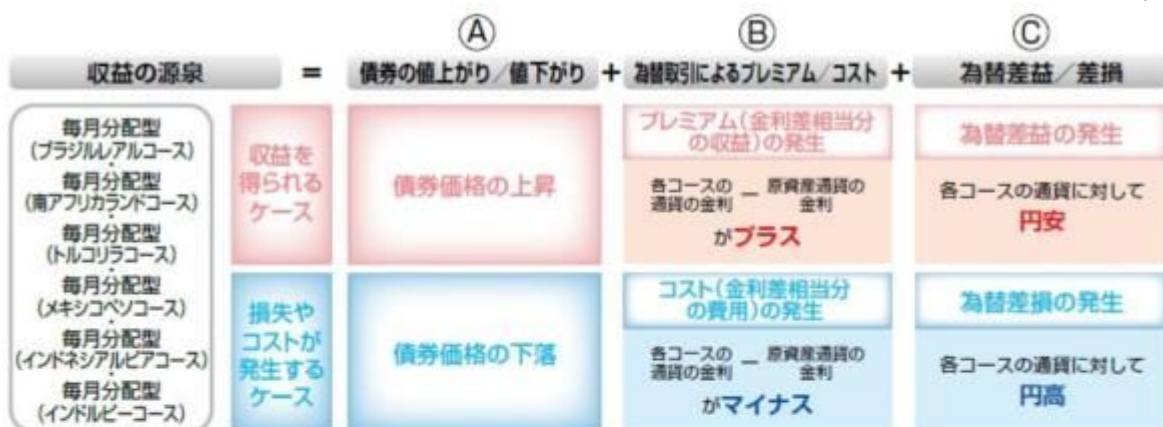 Ⓐ Ⓑ Ⓒ
収益の源泉 = 債券の値上がり/値下がり + 為替取引によるプレミアム/コスト + 為替差益/差損
毎月分配型
(ブラジルレアルコース)
毎月分配型
(南アフリカランドコース)
毎月分配型
(トルコリラコース)
毎月分配型
(メキシコペソコース)
毎月分配型
(インドネシアルピアコース)
毎月分配型
(インドルピーコース)
収益を
得られる
ケース
債券価格の上昇
プレミアム(金利差相当分
の収益)の発生
各コースの
通貨の金利
ー
原資産通貨の
金利
がプラス
為替差益の発生
各コースの通貨に対して
円安
損失や
コストが
発生する
ケース
債券価格の下落
コスト(金利差相当分
の費用)の発生
各コースの
通貨の金利
ー
原資産通貨の
金利
がマイナス
為替差損の発生
各コースの通貨に対して
円高